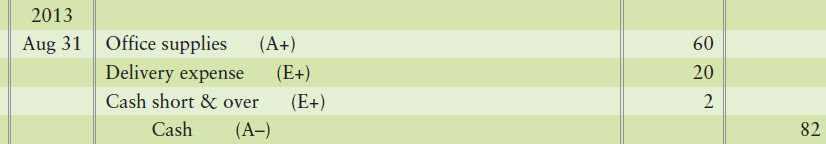 2013
Aug 31 Office supplies (A+) 60
Delivery expense (E+) 20
Cash short & over (E+) 2
Cash (A–) 82